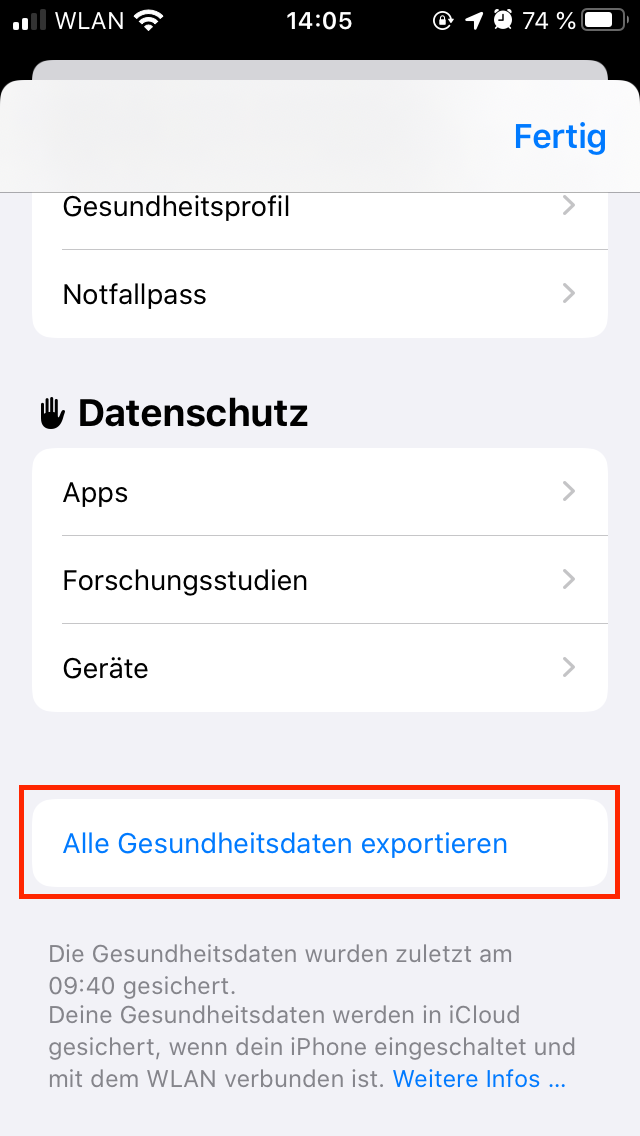 WLAN 14:05 74 %
Fertig
Gesundheitsprofil
Notfallpass
Datenschutz
Apps
Forschungsstudien
Geräte
Alle Gesundheitsdaten exportieren
Die Gesundheitsdaten wurden zuletzt am
09:40 gesichert.
Deine Gesundheitsdaten werden in iCloud
gesichert, wenn dein iPhone eingeschaltet und
mit dem WLAN verbunden ist. Weitere Infos ...